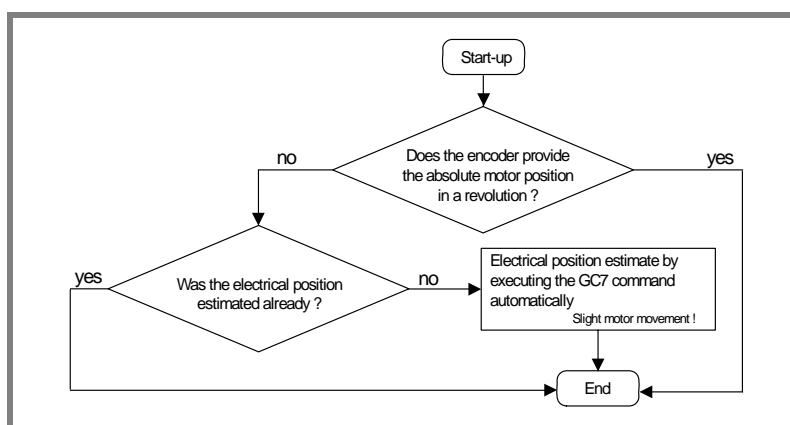 Start-up
Does the encoder provide
the absolute motor position
in a revolution ?
no
yes
Was the electrical position
estimated already ?
yes
no
Electrical position estimate by
executing the GC7 command
automatically
Slight motor movement !
End